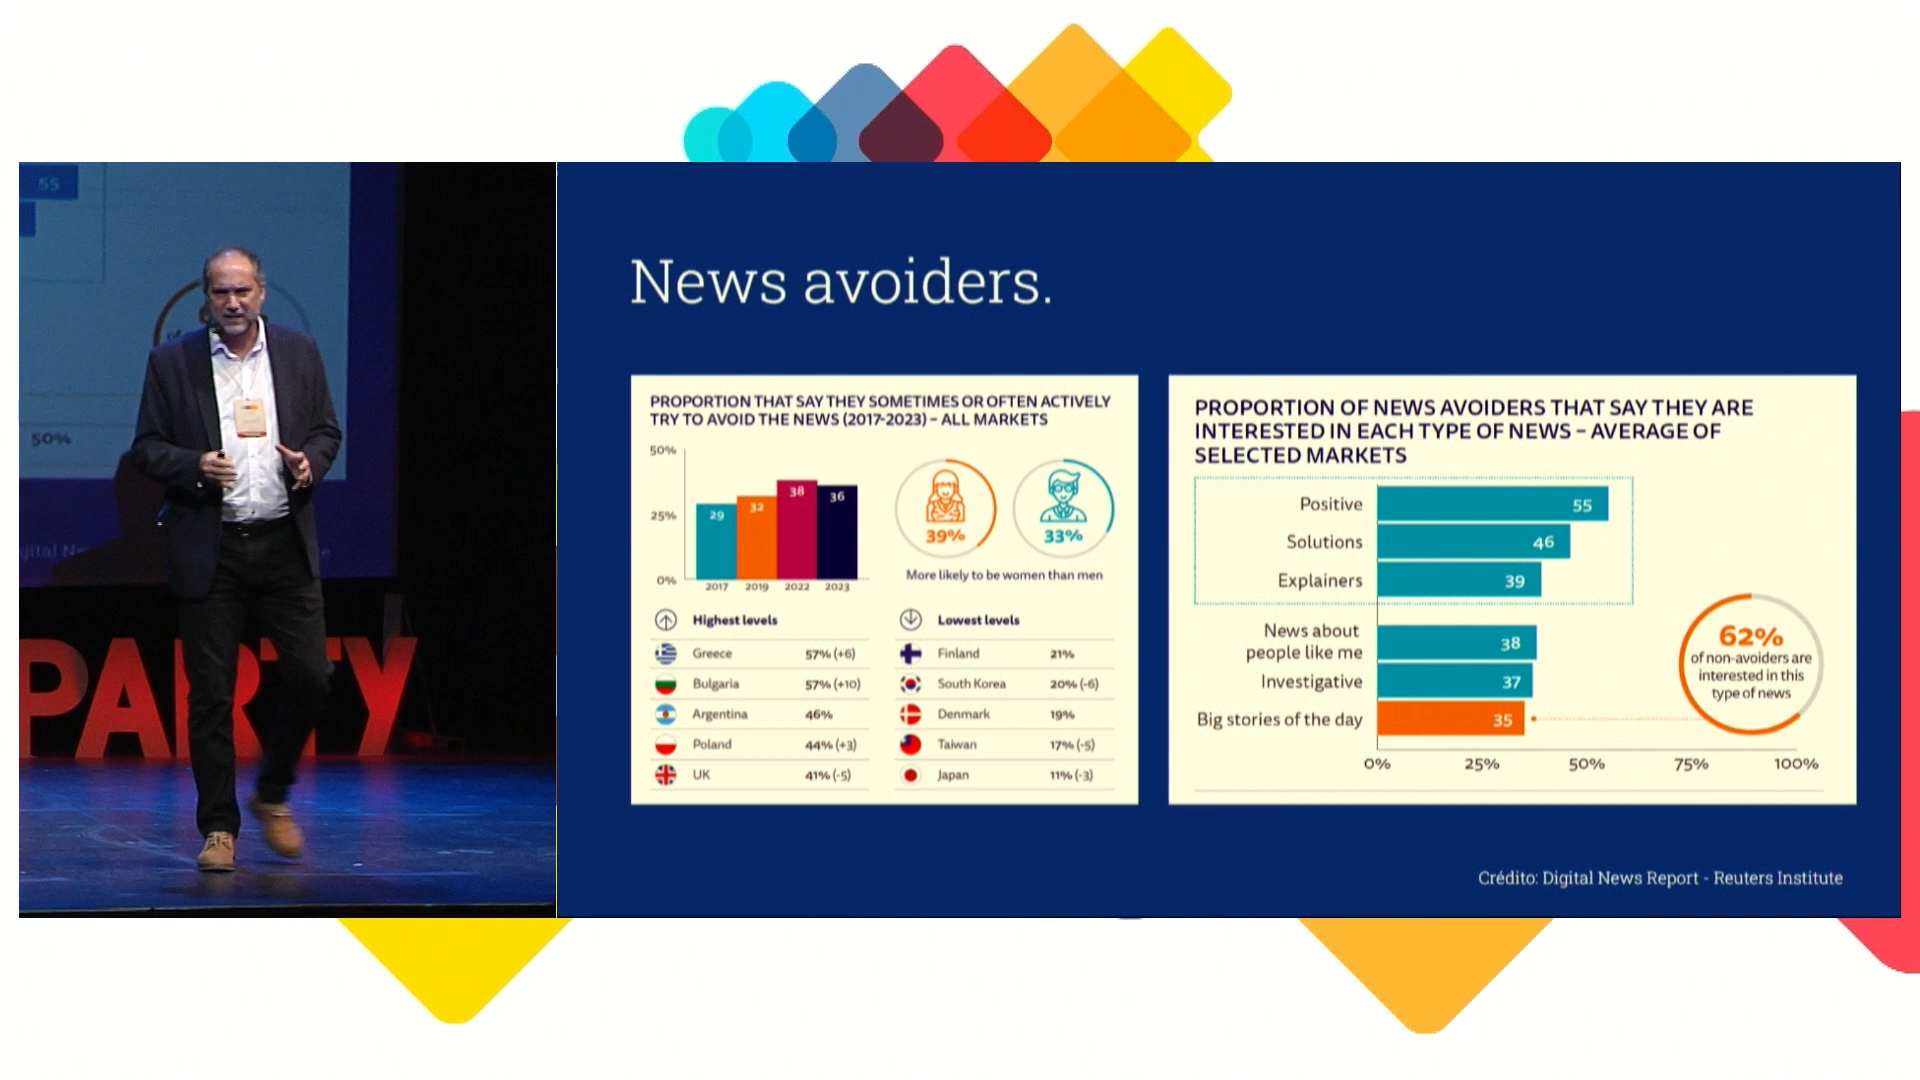 55
50%
PARTY
News avoiders.
PROPORTION THAT SAY THEY SOMETIMES OR OFTEN ACTIVELY
TRY TO AVOID THE NEWS (2017-2023) – ALL MARKETS
50%
25%
0%
29
32
38
36
2017 2019 2022 2023
39%
33%
More likely to be women than men
Highest levels
Greece 57% (+6)
Bulgaria 57% (+10)
Argentina 46%
Poland 44% (+3)
UK 41% (-5)
Lowest levels
Finland 21%
South Korea 20% (-6)
Denmark 19%
Taiwan 17% (-5)
Japan 11% (-3)
PROPORTION OF NEWS AVOIDERS THAT SAY THEY ARE
INTERESTED IN EACH TYPE OF NEWS – AVERAGE OF
SELECTED MARKETS
Positive 55
Solutions 46
Explainers 39
News about
people like me 38
Investigative 37
Big stories of the day 35
62%
of non-avoiders are
interested in this
type of news
0% 25% 50% 75% 100%
Crédito: Digital News Report - Reuters Institute